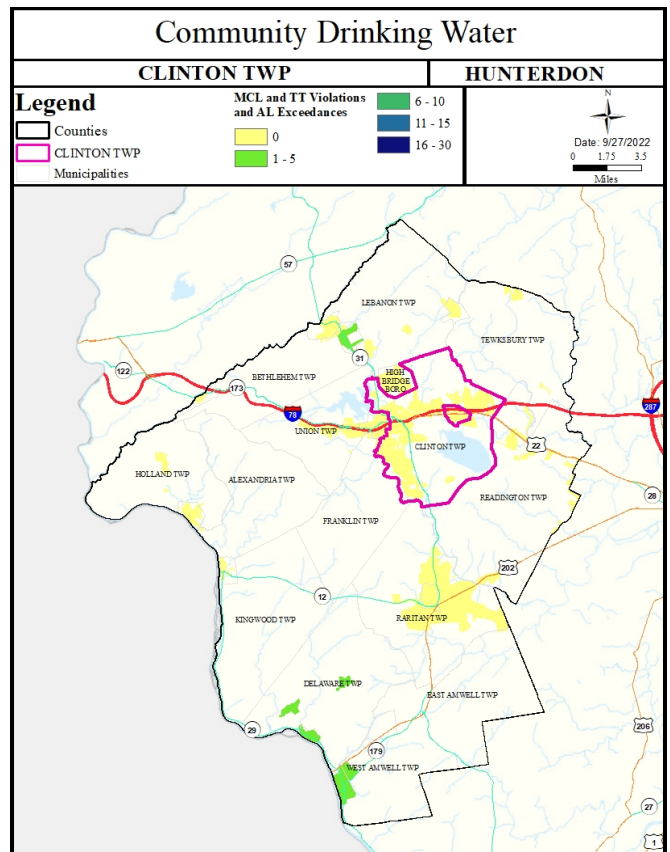 Community Drinking Water
CLINTON TWP
HUNTERDON
Legend
Counties
CLINTON TWP
Municipalities
MCL and TT Violations
and AL Exceedances
0
1 - 5
6 - 10
11 - 15
16 - 30
N
Date: 9/27/2022
0 1.75 3.5
Miles
57
LEBANON TWP
TEWKSBURY TWP
31
122
BETHLEHEM TWP
HIGH
BRIDGE
BORO
173
78
287
UNION TWP
22
CLINTON TWP
HOLLAND TWP
ALEXANDRIA TWP
28
READINGTON TWP
FRANKLIN TWP
202
12
KINGWOOD TWP
RARITAN TWP
DELAWARE TWP
EAST AMWELL TWP
29
206
179
WEST AMWELL TWP
27
1